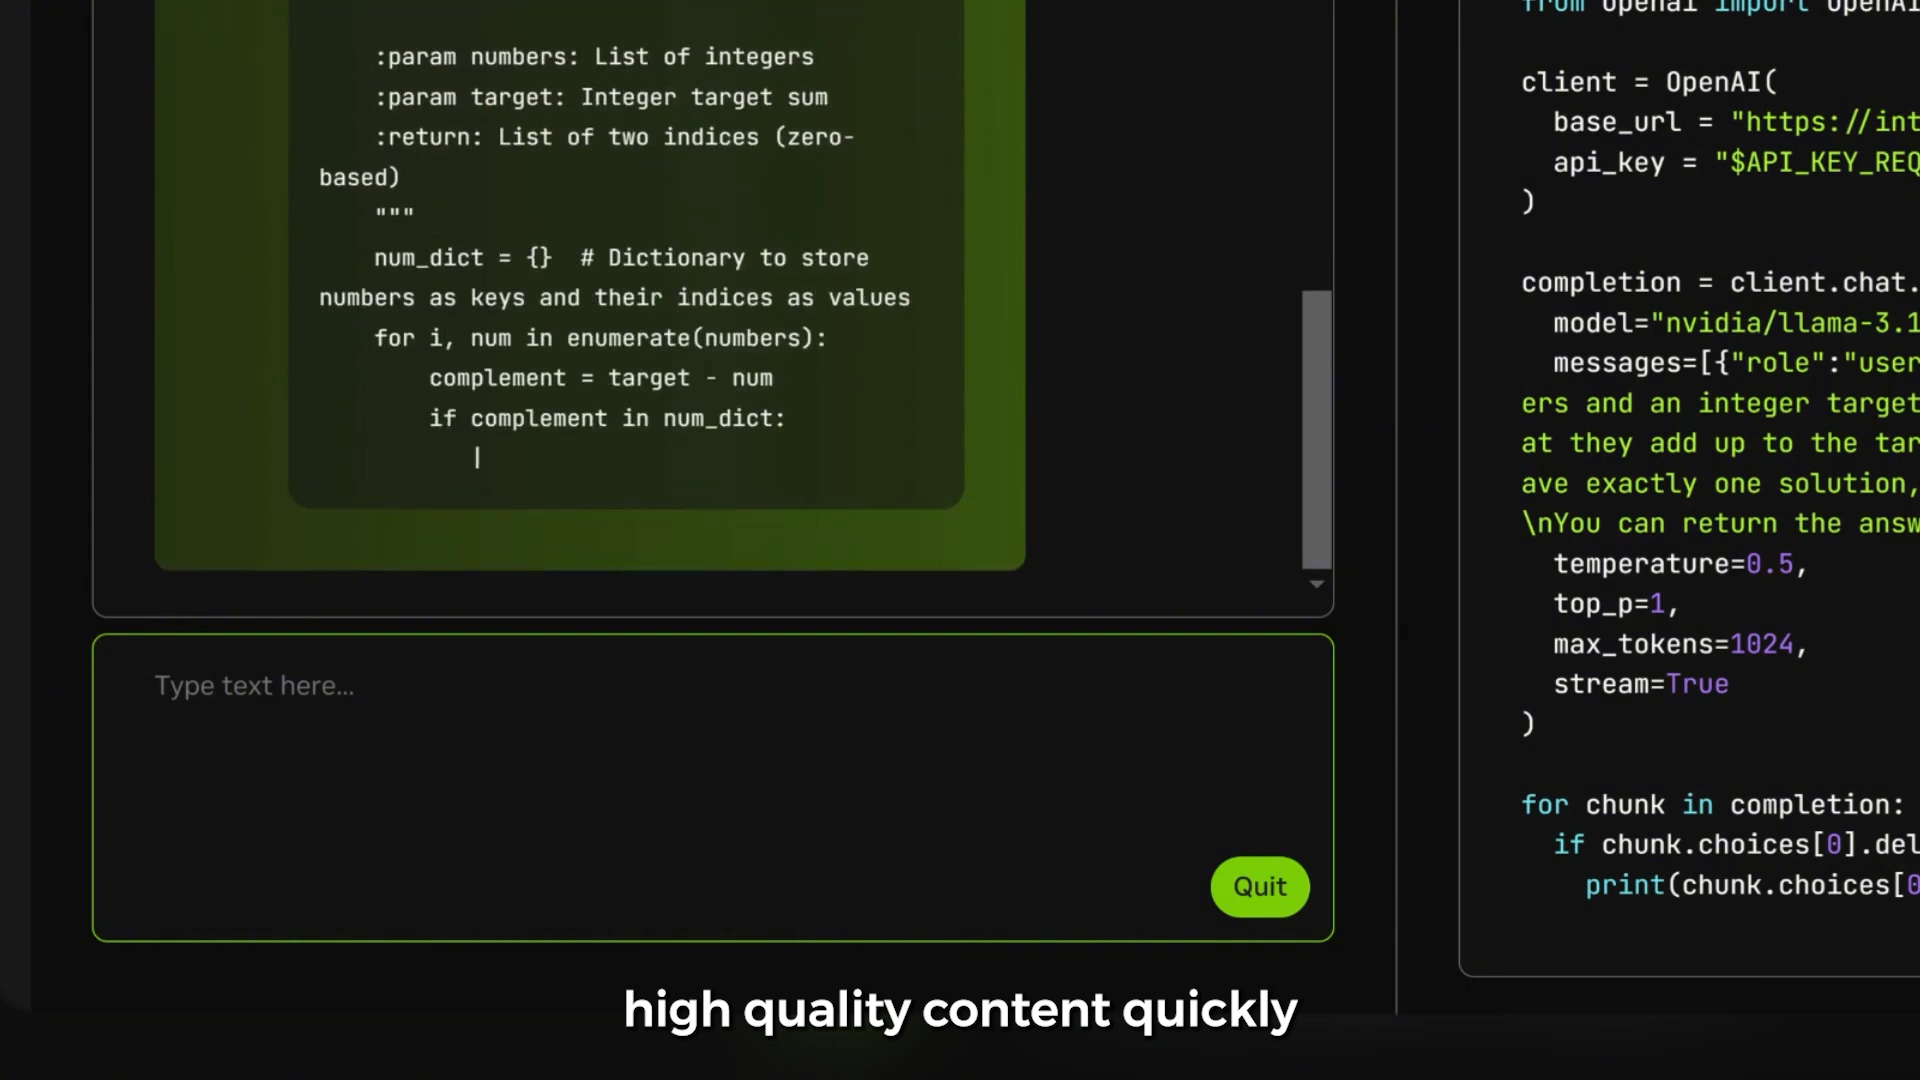 :param numbers: List of integers
:param target: Integer target sum
:return: List of two indices (zero-
based)
"""
num_dict = {}  # Dictionary to store
numbers as keys and their indices as values
for i, num in enumerate(numbers):
complement = target - num
if complement in num_dict:
Type text here...
Quit
from openai import OpenAI
client = OpenAI(
base_url = "https://int
api_key = "$API_KEY_REQ
)
completion = client.chat.
model="nvidia/llama-3.1
messages=[{"role":"user
ers and an integer target
at they add up to the tar
ave exactly one solution,
\nYou can return the answ
temperature=0.5,
top_p=1,
max_tokens=1024,
stream=True
)
for chunk in completion:
if chunk.choices[0].del
print(chunk.choices[0
high quality content quickly